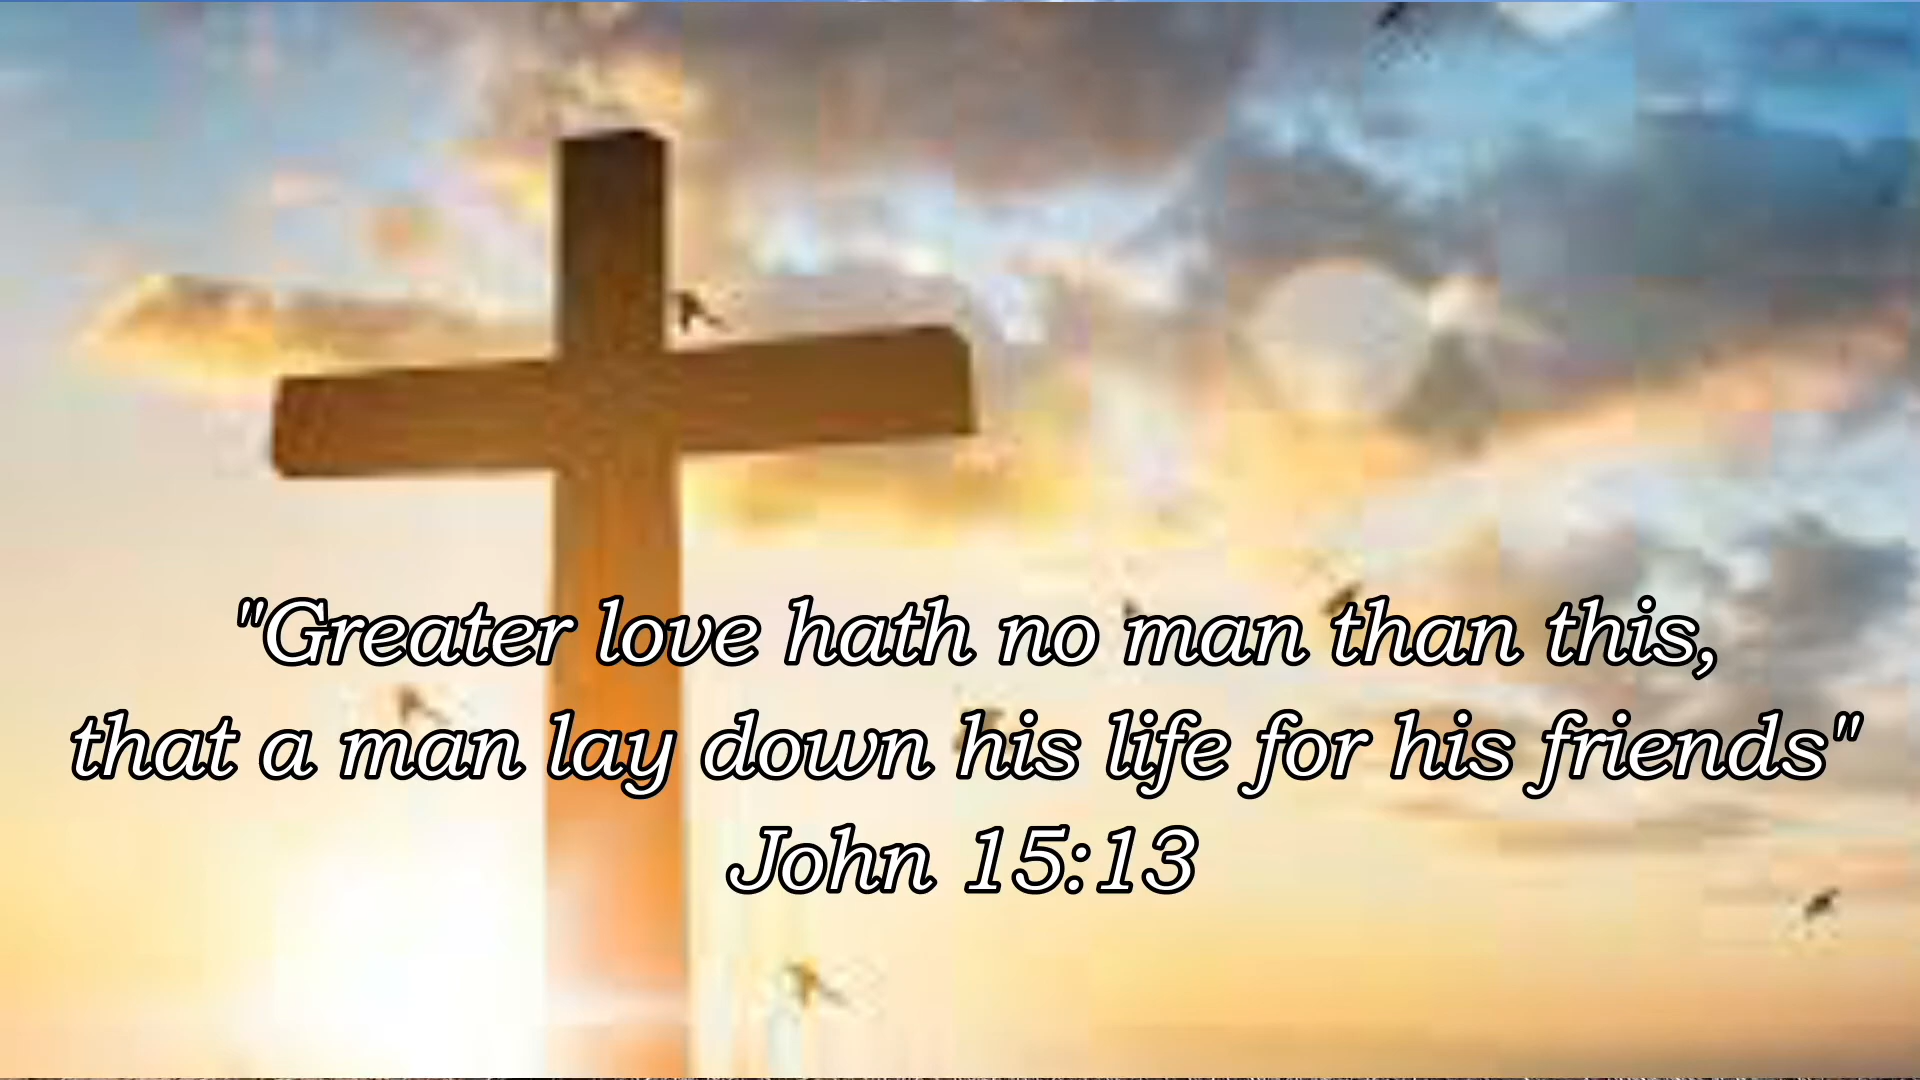 "Greater love hath no man than this,
that a man lay down his life for his friends"
John 15:13